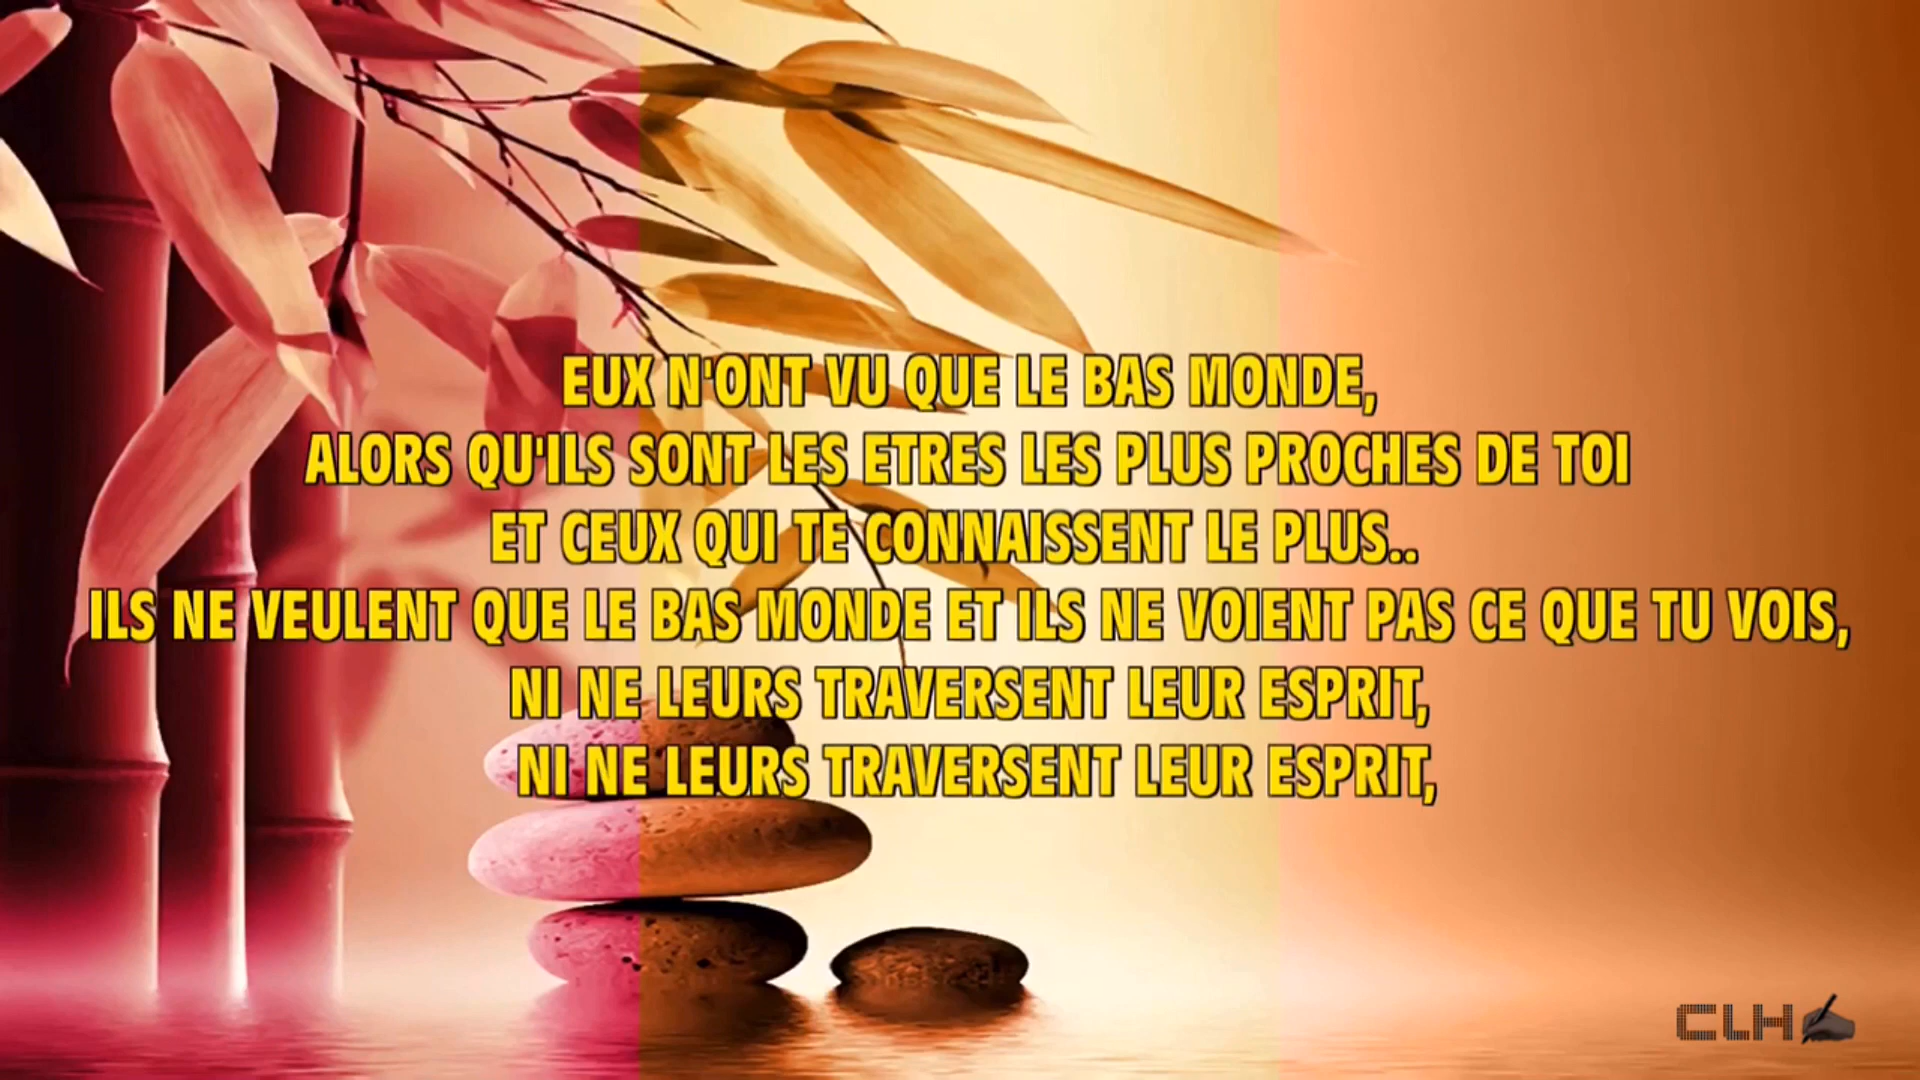 EUX N'ONT VU QUE LE BAS MONDE,
ALORS QU'ILS SONT LES ETRES LES PLUS PROCHES DE TOI
ET CEUX QUI TE CONNAISSENT LE PLUS..
ILS NE VEULENT QUE LE BAS MONDE ET ILS NE VOIENT PAS CE QUE TU VOIS,
NI NE LEURS TRAVERSENT LEUR ESPRIT,
NI NE LEURS TRAVERSENT LEUR ESPRIT,
CLH